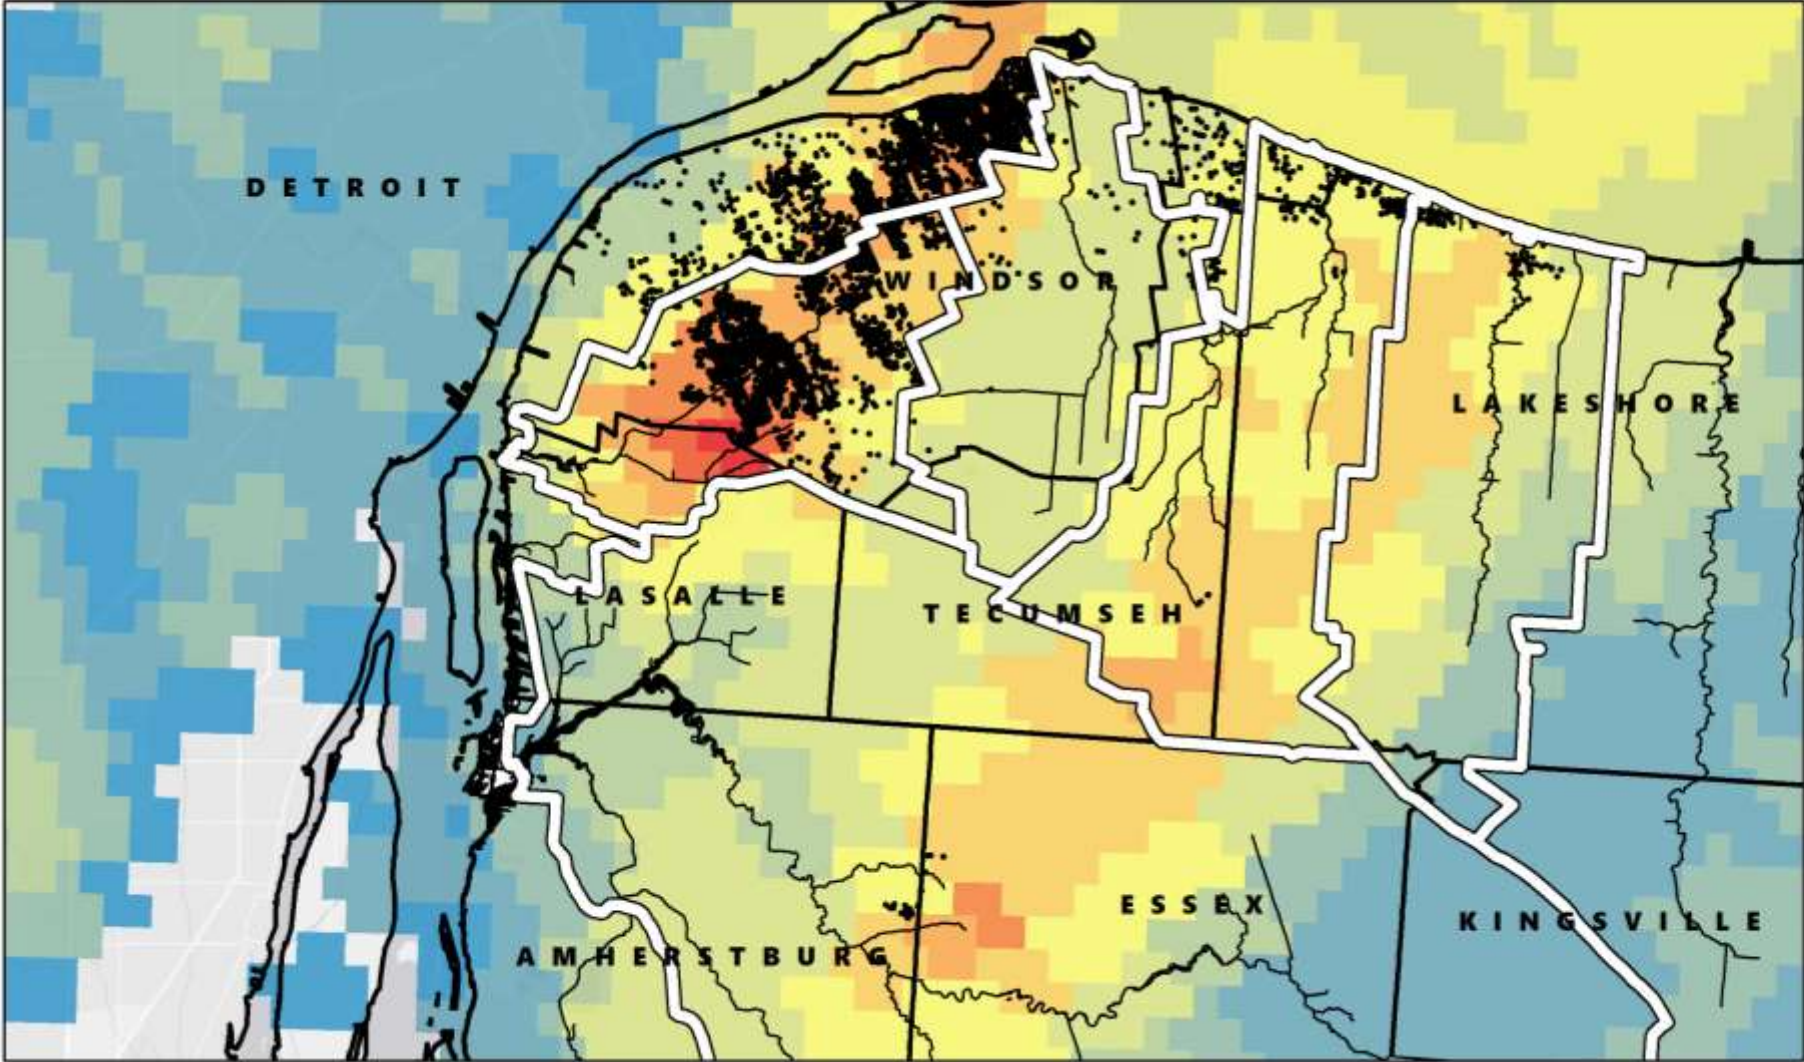 DETROIT
WINDSOR
LAKESHORE
LASALLE
TECUMSEH
ESSEX
KINGSVILLE
AMHERSTBURG